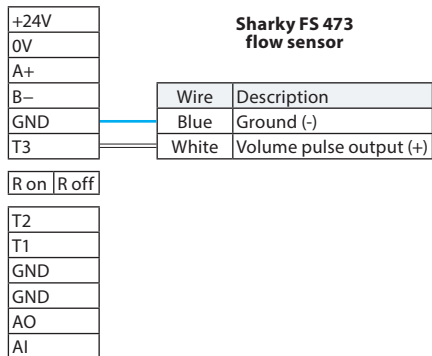 +24V
0V
A+
B−
GND
T3
R on R off
T2
T1
GND
GND
AO
AI
Sharky FS 473
flow sensor
Wire Description
Blue Ground (-)
White Volume pulse output (+)